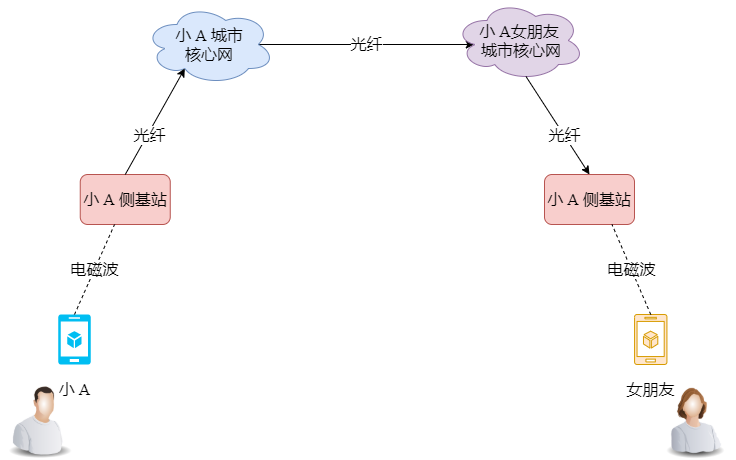 小 A 城市
核心网
光纤
小 A女朋友
城市核心网
光纤
光纤
小 A 侧基站
小 A 侧基站
电磁波
电磁波
小 A
女朋友